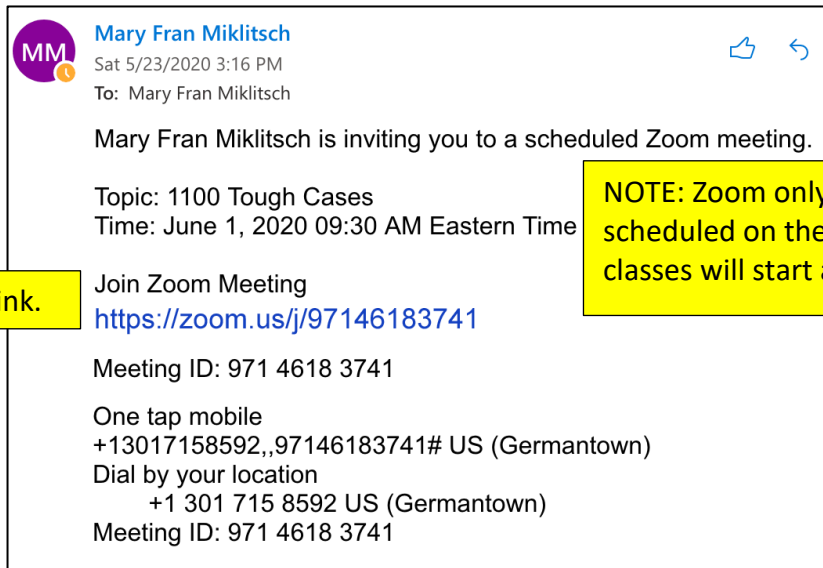 MM
Mary Fran Miklitsch
Sat 5/23/2020 3:16 PM
To: Mary Fran Miklitsch
Mary Fran Miklitsch is inviting you to a scheduled Zoom meeting.
Topic: 1100 Tough Cases
Time: June 1, 2020 09:30 AM Eastern Time
NOTE: Zoom only
scheduled on the
classes will start
ink.
Join Zoom Meeting
https://zoom.us/j/97146183741
Meeting ID: 971 4618 3741
One tap mobile
+13017158592,,97146183741# US (Germantown)
Dial by your location
+1 301 715 8592 US (Germantown)
Meeting ID: 971 4618 3741